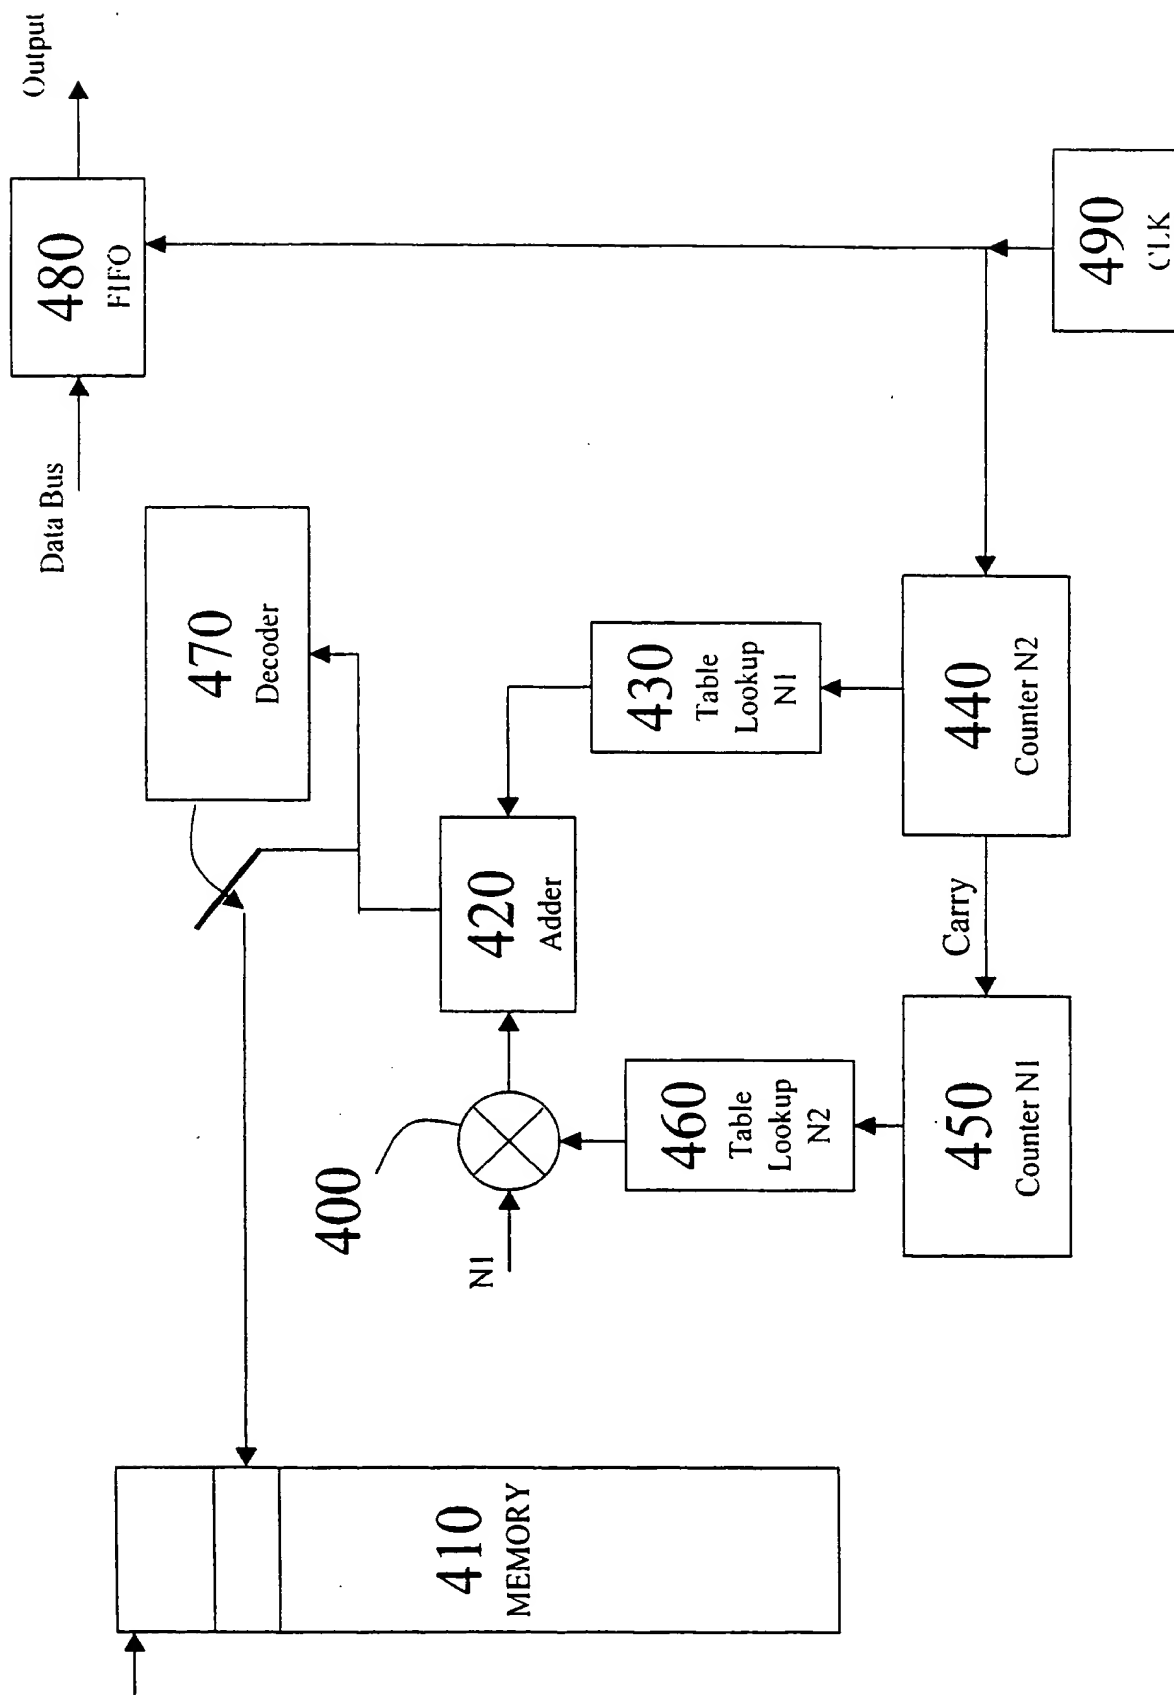 Output
480
FIFO
Data Bus
470
Decoder
490
CLK
430
Table
Lookup
N1
440
Counter N2
420
Adder
Carry
400
N1
460
Table
Lookup
N2
450
Counter N1
410
MEMORY